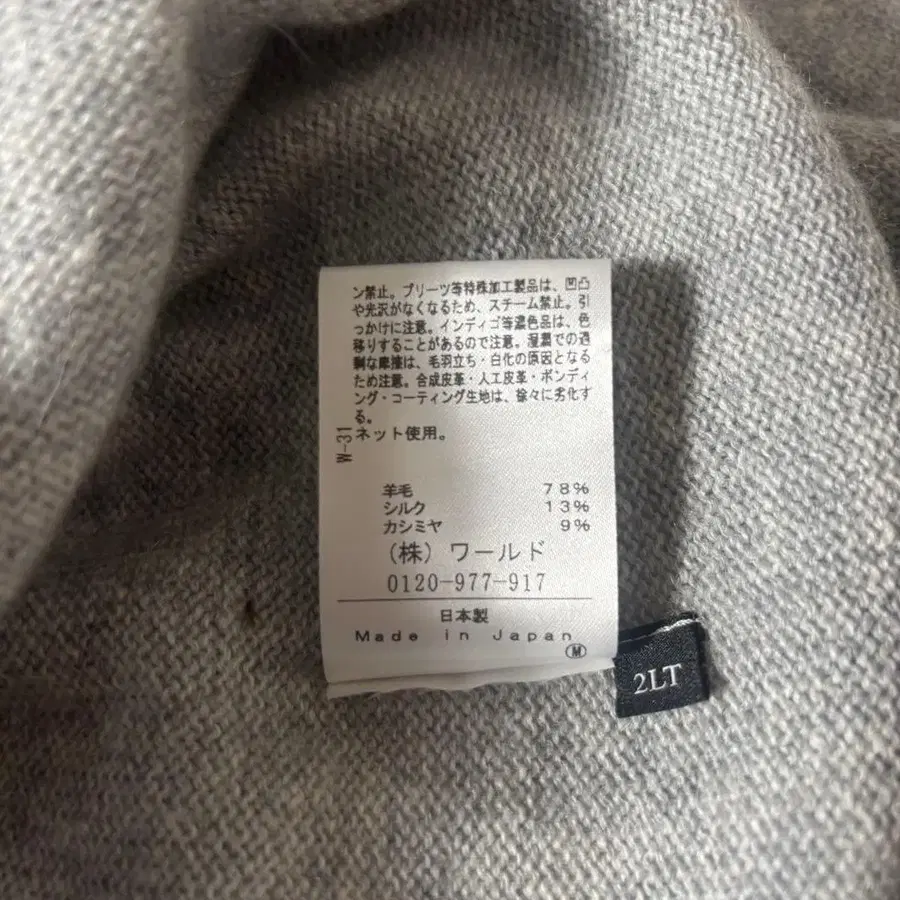 ン禁止。プリーツ等特殊加工製品は、凹凸
や光沢がなくなるため、スチーム禁止。引
っかけに注意。インディゴ等濃色品は、色
移りすることがあるので注意。湿潤での過
剰な摩擦は、毛羽立ち・白化の原因となる
ため注意。合成皮革・人工皮革・ボンディ
ング・コーティング生地は、徐々に劣化す
る。
ネット使用。
W-31
羊毛 78%
シルク 13%
カシミヤ 9%
(株) ワールド
0120-977-917
日本製
Made in Japan
M
2LT